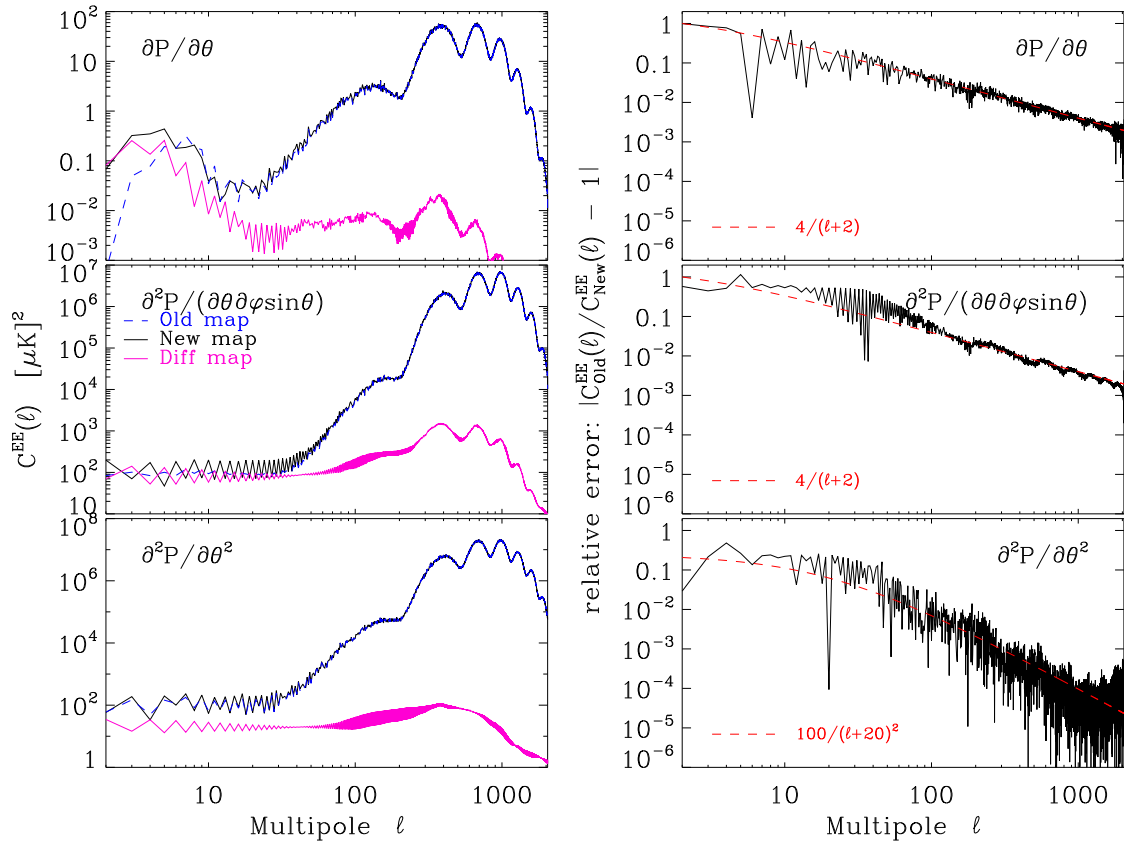 ∂P/∂θ
10²
10
1
0.1
10⁻²
10⁻³
∂²P/(∂θ∂φsinθ)
Old map
New map
Diff map
10⁷
10⁶
10⁵
10⁴
10³
10²
10
∂²P/∂θ²
10⁸
10⁶
10⁴
10²
1
C^EE(ℓ) [μK]²
10 100 1000
Multipole ℓ
∂P/∂θ
1
0.1
10⁻²
10⁻³
10⁻⁴
10⁻⁵
10⁻⁶
4/(ℓ+2)
∂²P/(∂θ∂φsinθ)
1
0.1
10⁻²
10⁻³
10⁻⁴
10⁻⁵
10⁻⁶
4/(ℓ+2)
∂²P/∂θ²
1
0.1
10⁻²
10⁻³
10⁻⁴
10⁻⁵
10⁻⁶
100/(ℓ+20)²
relative error: |C^EE_Old(ℓ)/C^EE_New(ℓ) − 1|
10 100 1000
Multipole ℓ